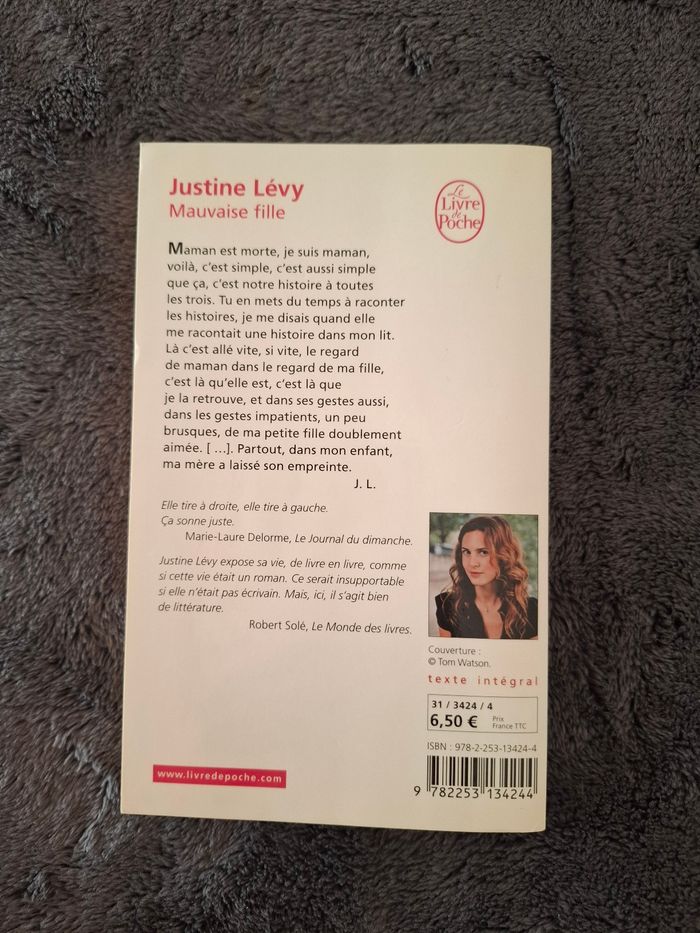 Justine Lévy
Mauvaise fille
Le
Livre
de
Poche
Maman est morte, je suis maman,
voilà, c'est simple, c'est aussi simple
que ça, c'est notre histoire à toutes
les trois. Tu en mets du temps à raconter
les histoires, je me disais quand elle
me racontait une histoire dans mon lit.
Là c'est allé vite, si vite, le regard
de maman dans le regard de ma fille,
c'est là qu'elle est, c'est là que
je la retrouve, et dans ses gestes aussi,
dans les gestes impatients, un peu
brusques, de ma petite fille doublement
aimée. [ ...]. Partout, dans mon enfant,
ma mère a laissé son empreinte.
J. L.
Elle tire à droite, elle tire à gauche.
Ça sonne juste.
Marie-Laure Delorme, Le Journal du dimanche.
Justine Lévy expose sa vie, de livre en livre, comme
si cette vie était un roman. Ce serait insupportable
si elle n'était pas écrivain. Mais, ici, il s'agit bien
de littérature.
Robert Solé, Le Monde des livres.
Couverture :
© Tom Watson.
texte intégral
31 / 3424 / 4
6,50 € Prix
France TTC
ISBN : 978-2-253-13424-4
9 782253 134244
www.livredepoche.com